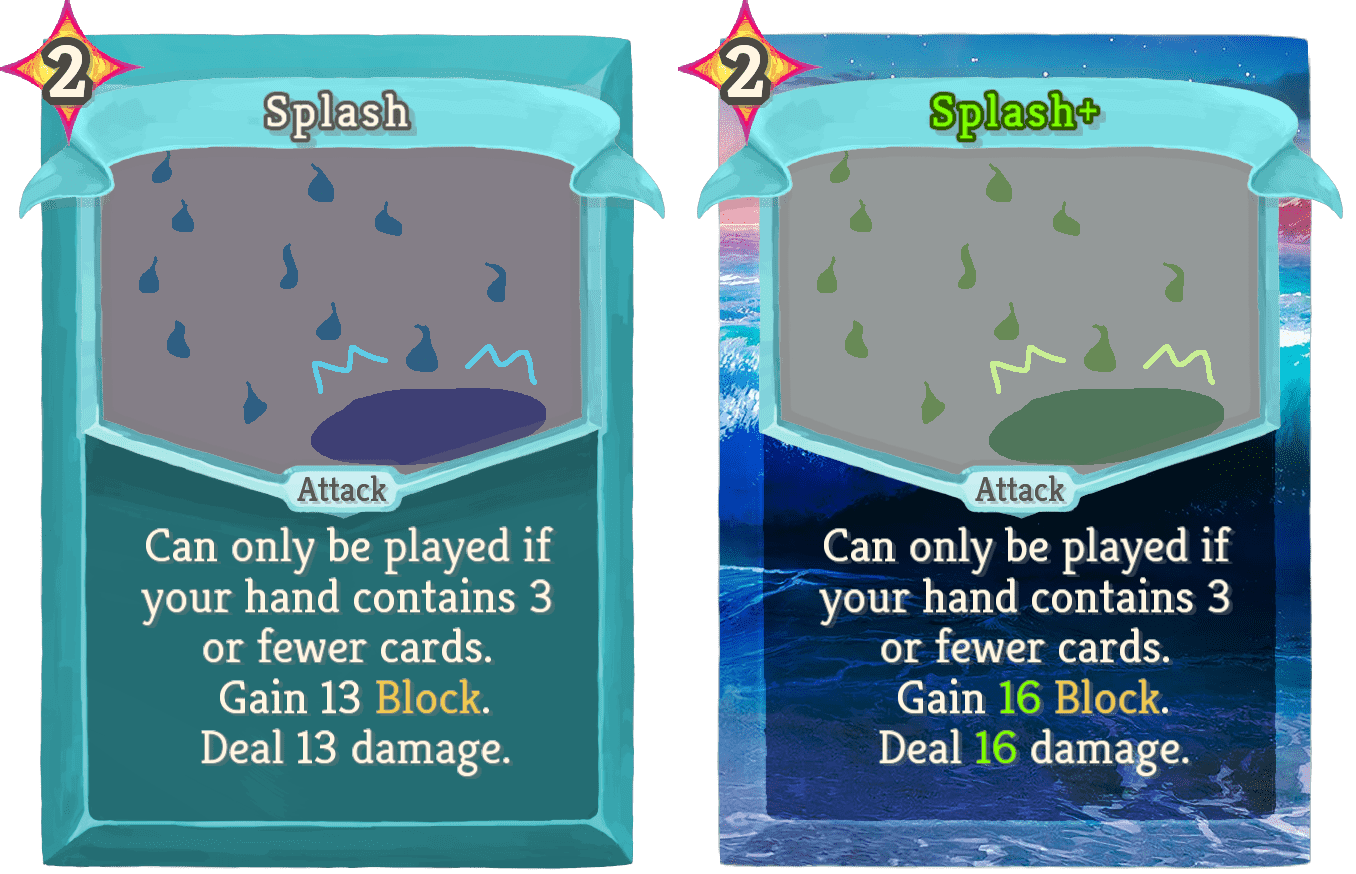 2
Splash
Attack
Can only be played if
your hand contains 3
or fewer cards.
Gain 13 Block.
Deal 13 damage.
2
Splash+
Attack
Can only be played if
your hand contains 3
or fewer cards.
Gain 16 Block.
Deal 16 damage.